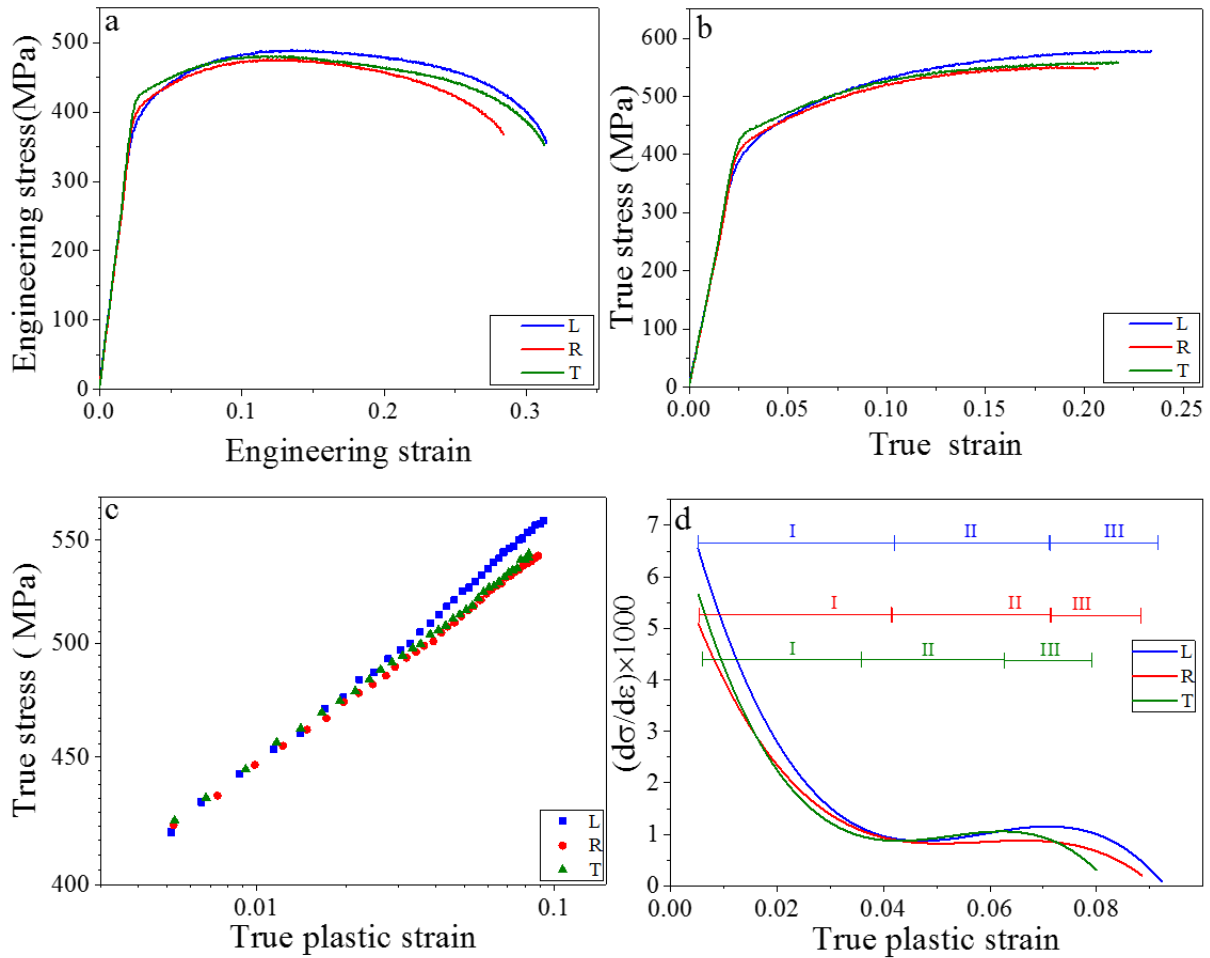 a
Engineering stress(MPa)
500
400
300
200
100
0
0.0
0.1
0.2
0.3
Engineering strain
L
R
T
b
True stress (MPa)
600
500
400
300
200
100
0
0.00
0.05
0.10
0.15
0.20
0.25
True strain
L
R
T
c
True stress ( MPa)
550
500
450
400
0.01
0.1
True plastic strain
L
R
T
d
(dσ/dε)×1000
7
6
5
4
3
2
1
0
0.00
0.02
0.04
0.06
0.08
True plastic strain
I
II
III
I
II
III
I
II
III
L
R
T